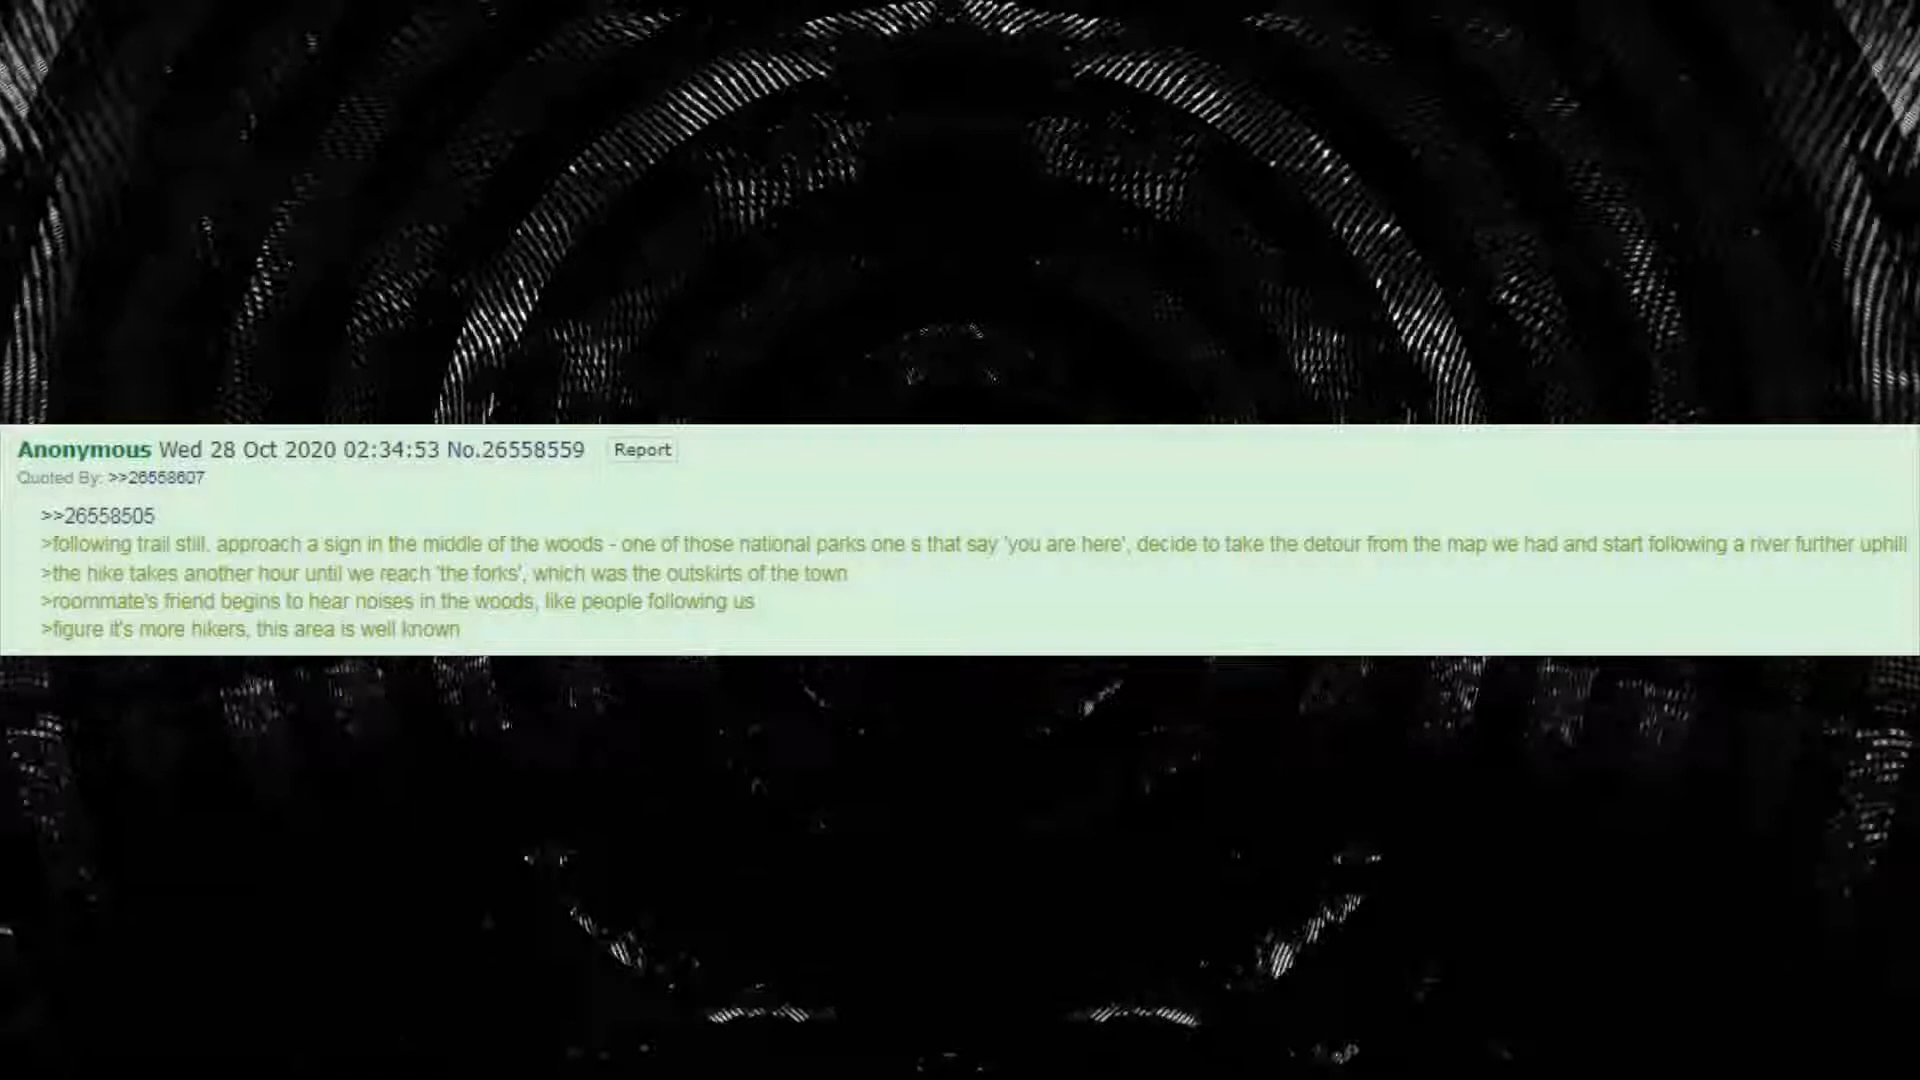 Anonymous Wed 28 Oct 2020 02:34:53 No.26558559 Report
Quoted By: >>26558607
>>26558505
>following trail still, approach a sign in the middle of the woods - one of those national parks one s that say 'you are here', decide to take the detour from the map we had and start following a river further uphill
>the hike takes another hour until we reach 'the forks', which was the outskirts of the town
>roommate's friend begins to hear noises in the woods, like people following us
>figure it's more hikers, this area is well known